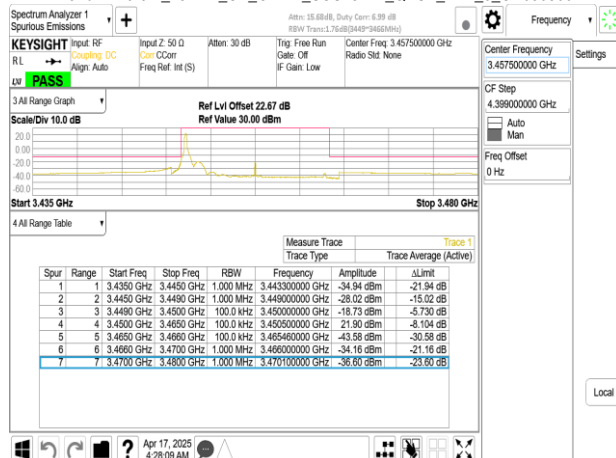 Spectrum Analyzer 1
Spurious Emissions
Attn: 15.68dB, Duty Corr: 6.99 dB
RBW Trans:1.76dB(3449~3466MHz)
Frequency
KEYSIGHT
RL
LXI
PASS
Input: RF
Coupling: DC
Align: Auto
Input Z: 50 Ω
Corr CCorr
Freq Ref: Int (S)
Atten: 30 dB
Trig: Free Run
Gate: Off
IF Gain: Low
Center Freq: 3.457500000 GHz
Radio Std: None
Center Frequency
3.457500000 GHz
Settings
CF Step
4.399000000 GHz
Auto
Man
Freq Offset
0 Hz
3 All Range Graph
Scale/Div 10.0 dB
Ref Lvl Offset 22.67 dB
Ref Value 30.00 dBm
20.0
0.00
-20.0
-40.0
-60.0
Start 3.435 GHz
Stop 3.480 GHz
4 All Range Table
Measure Trace Trace 1
Trace Type Trace Average (Active)
Spur Range Start Freq Stop Freq RBW Frequency Amplitude ΔLimit
1 1 3.4350 GHz 3.4450 GHz 1.000 MHz 3.443300000 GHz -34.94 dBm -21.94 dB
2 2 3.4450 GHz 3.4490 GHz 1.000 MHz 3.449000000 GHz -28.02 dBm -15.02 dB
3 3 3.4490 GHz 3.4500 GHz 100.0 kHz 3.450000000 GHz -18.73 dBm -5.730 dB
4 4 3.4500 GHz 3.4650 GHz 100.0 kHz 3.450500000 GHz 21.90 dBm -8.104 dB
5 5 3.4650 GHz 3.4660 GHz 100.0 kHz 3.465460000 GHz -43.58 dBm -30.58 dB
6 6 3.4660 GHz 3.4700 GHz 1.000 MHz 3.466000000 GHz -34.16 dBm -21.16 dB
7 7 3.4700 GHz 3.4800 GHz 1.000 MHz 3.470100000 GHz -36.60 dBm -23.60 dB
Local
?
Apr 17, 2025
4:28:09 AM